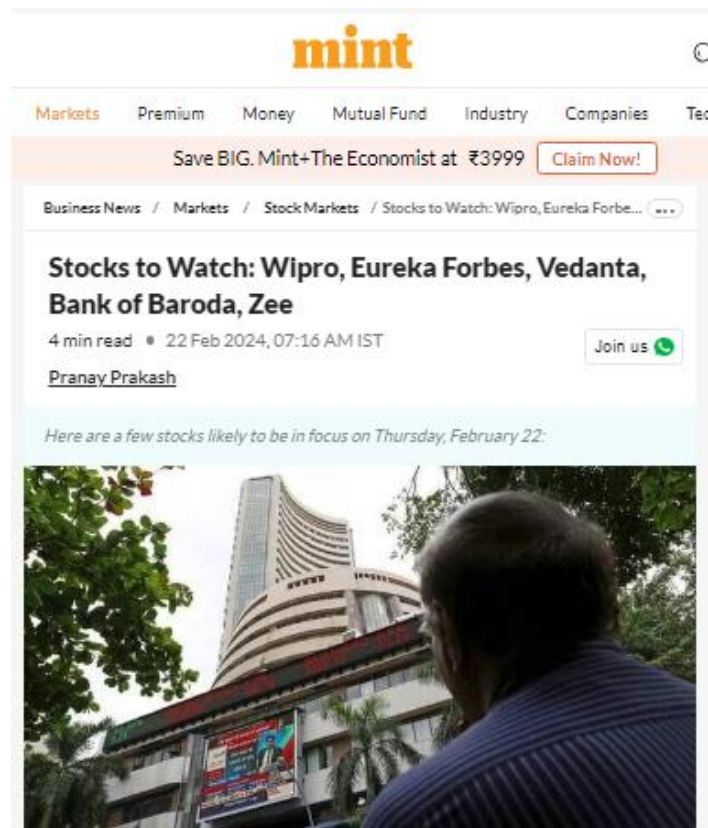 mint
Markets Premium Money Mutual Fund Industry Companies
Save BIG. Mint+The Economist at ₹3999 Claim Now!
Business News / Markets / Stock Markets / Stocks to Watch: Wipro, Eureka Forbe... ...
Stocks to Watch: Wipro, Eureka Forbes, Vedanta,
Bank of Baroda, Zee
4 min read • 22 Feb 2024, 07:16 AM IST
Join us
Pranay Prakash
Here are a few stocks likely to be in focus on Thursday, February 22: